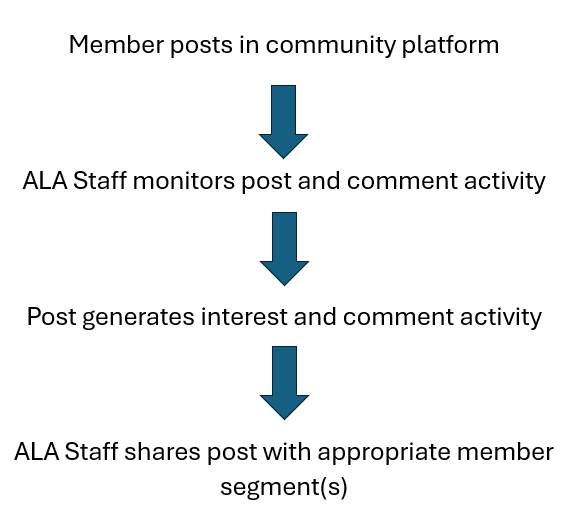 Member posts in community platform
ALA Staff monitors post and comment activity
Post generates interest and comment activity
ALA Staff shares post with appropriate member
segment(s)